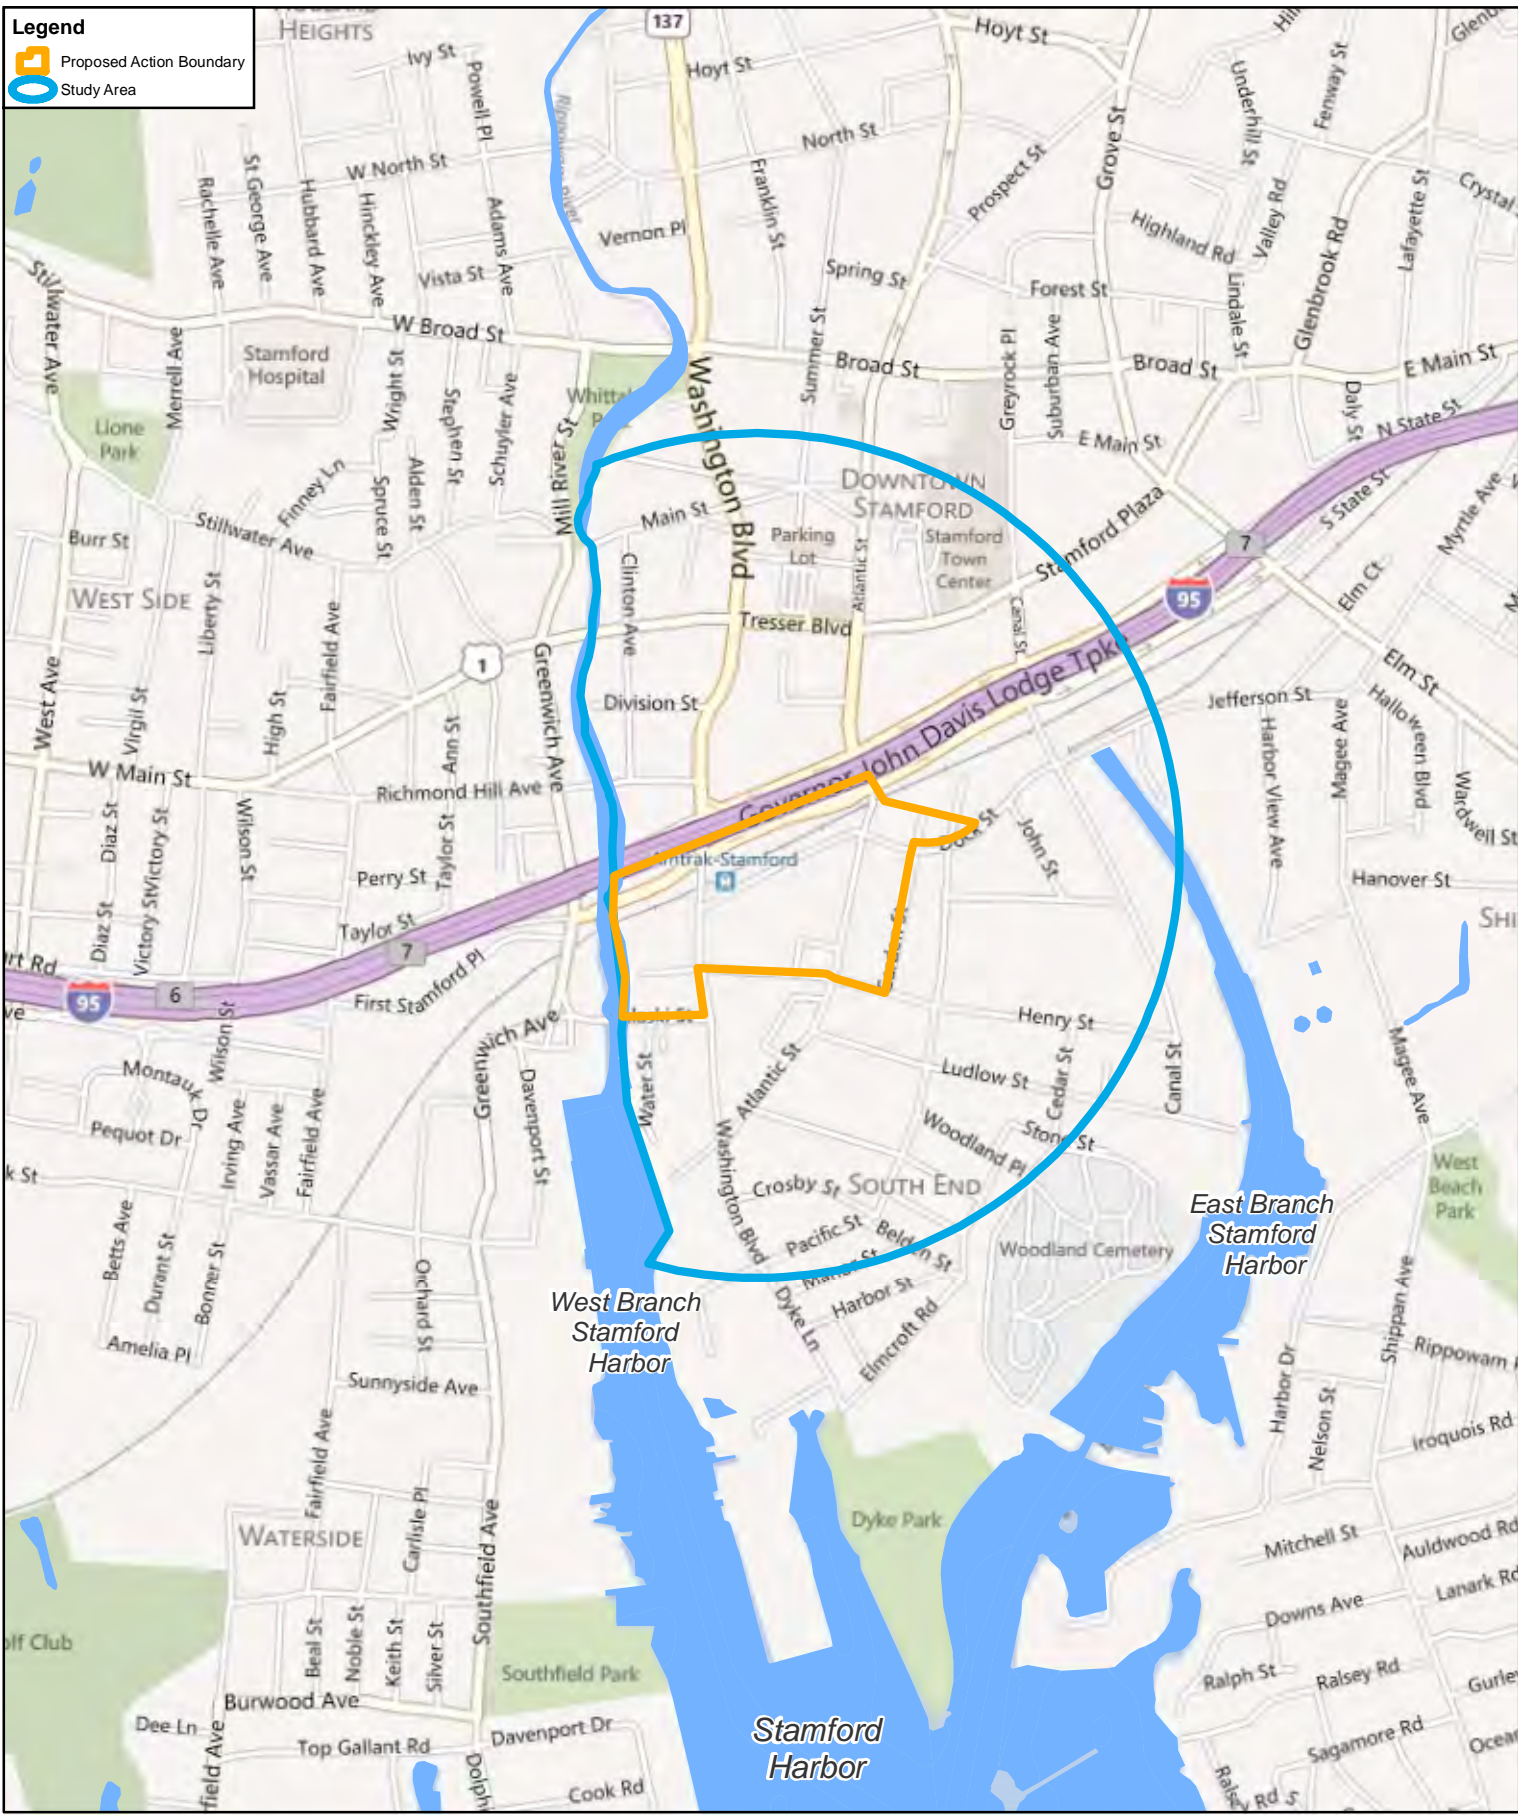 Legend
Proposed Action Boundary
Study Area
HEIGHTS
137
Ivy St
Hoyt St
Hoyt St
Powell Pl
Rippowam River
North St
W North St
Franklin St
Prospect St
Grove St
Underhill St
Fenway St
Valley Rd
Highland Rd
Lafayette St
Crystal
Glenbrook Rd
St George Ave
Rachelle Ave
Hubbard Ave
Hinckley Ave
Adams Ave
Vernon Pl
Vista St
Spring St
Forest St
Lindale St
Stillwater Ave
W Broad St
Broad St
Broad St
E Main St
Stamford
Hospital
Merrell Ave
Wright St
Stephen St
Schuyler Ave
Summer St
Greyrock Pl
Suburban Ave
Daly St
N State St
E Main St
Lione
Park
Washington Blvd
Mill River St
DOWNTOWN
STAMFORD
Finney Ln
Spruce St
Alden St
Stillwater Ave
Burr St
Main St
Parking
Lot
Stamford
Town
Center
Atlantic St
Stamford Plaza
S State St
7
Myrtle Ave
WEST SIDE
Liberty St
Fairfield Ave
Clinton Ave
Tresser Blvd
Canal St
95
Elm Ct
Elm St
1
West Ave
Virgil St
High St
Greenwich Ave
Division St
Governor John Davis Lodge Tpke
Jefferson St
Halloween Blvd
Harbor View Ave
Magee Ave
Wardwell St
W Main St
Ann St
Richmond Hill Ave
Diaz St
Victory St
Wilson St
Taylor St
Dock St
John St
Amtrak-Stamford
Perry St
Hanover St
Taylor St
Diaz St
Victory St
7
95
6
First Stamford Pl
Greenwich Ave
Henry St
Wilson St
Montauk Dr
Pequot Dr
Irving Ave
Vassar Ave
Fairfield Ave
Davenport St
Water St
Atlantic St
Ludlow St
Cedar St
Canal St
Magee Ave
Woodland Pl
Stone St
Washington Blvd
Crosby St
SOUTH END
West
Beach
Park
East Branch
Stamford
Harbor
Betts Ave
Durant St
Bonner St
Orchard St
Pacific St
Belden St
Woodland Cemetery
Harbor St
Dyke Ln
Elmcroft Rd
West Branch
Stamford
Harbor
Amelia Pl
Sunnyside Ave
Harbor Dr
Nelson St
Shippan Ave
Iroquois Rd
Fairfield Ave
Carlisle Pl
Southfield Ave
WATERSIDE
Dyke Park
Mitchell St
Auldwood Rd
Lanark Rd
Downs Ave
Beal St
Noble St
Keith St
Silver St
Southfield Park
Ralph St
Ralsey Rd
Burwood Ave
Dee Ln
Top Gallant Rd
Davenport Dr
Cook Rd
Stamford
Harbor
Sagamore Rd